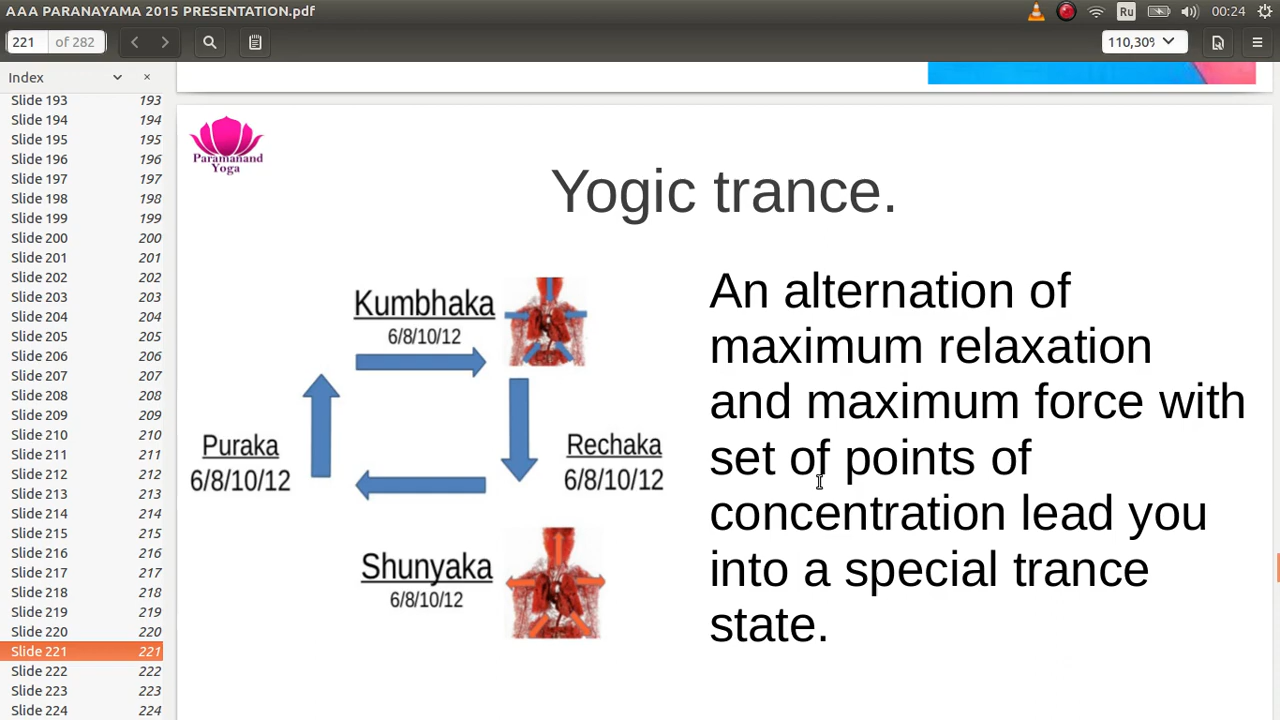 AAA PARANAYAMA 2015 PRESENTATION.pdf
Ru
00:24
221 of 282
110,30%
Index
Slide 193 193
Slide 194 194
Slide 195 195
Slide 196 196
Slide 197 197
Slide 198 198
Slide 199 199
Slide 200 200
Slide 201 201
Slide 202 202
Slide 203 203
Slide 204 204
Slide 205 205
Slide 206 206
Slide 207 207
Slide 208 208
Slide 209 209
Slide 210 210
Slide 211 211
Slide 212 212
Slide 213 213
Slide 214 214
Slide 215 215
Slide 216 216
Slide 217 217
Slide 218 218
Slide 219 219
Slide 220 220
Slide 221 221
Slide 222 222
Slide 223 223
Slide 224 224
Paramanand
Yoga
Yogic trance.
Kumbhaka
6/8/10/12
Puraka
6/8/10/12
Rechaka
6/8/10/12
Shunyaka
6/8/10/12
An alternation of
maximum relaxation
and maximum force with
set of points of
concentration lead you
into a special trance
state.